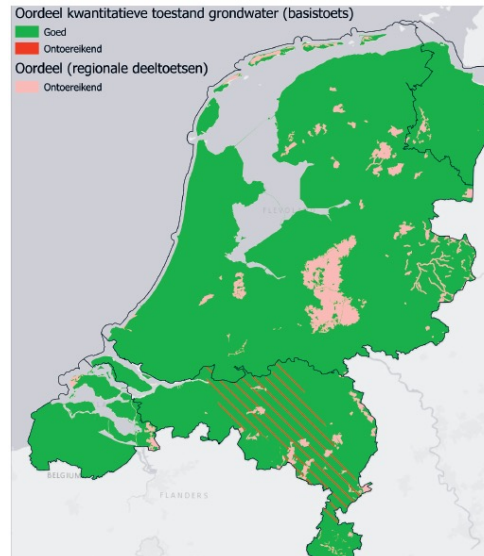 Oordeel kwantitatieve toestand grondwater (basistoets)
Goed
Ontoereikend
Oordeel (regionale deeltoetsen)
Ontoereikend
BELGIUM
FLANDERS